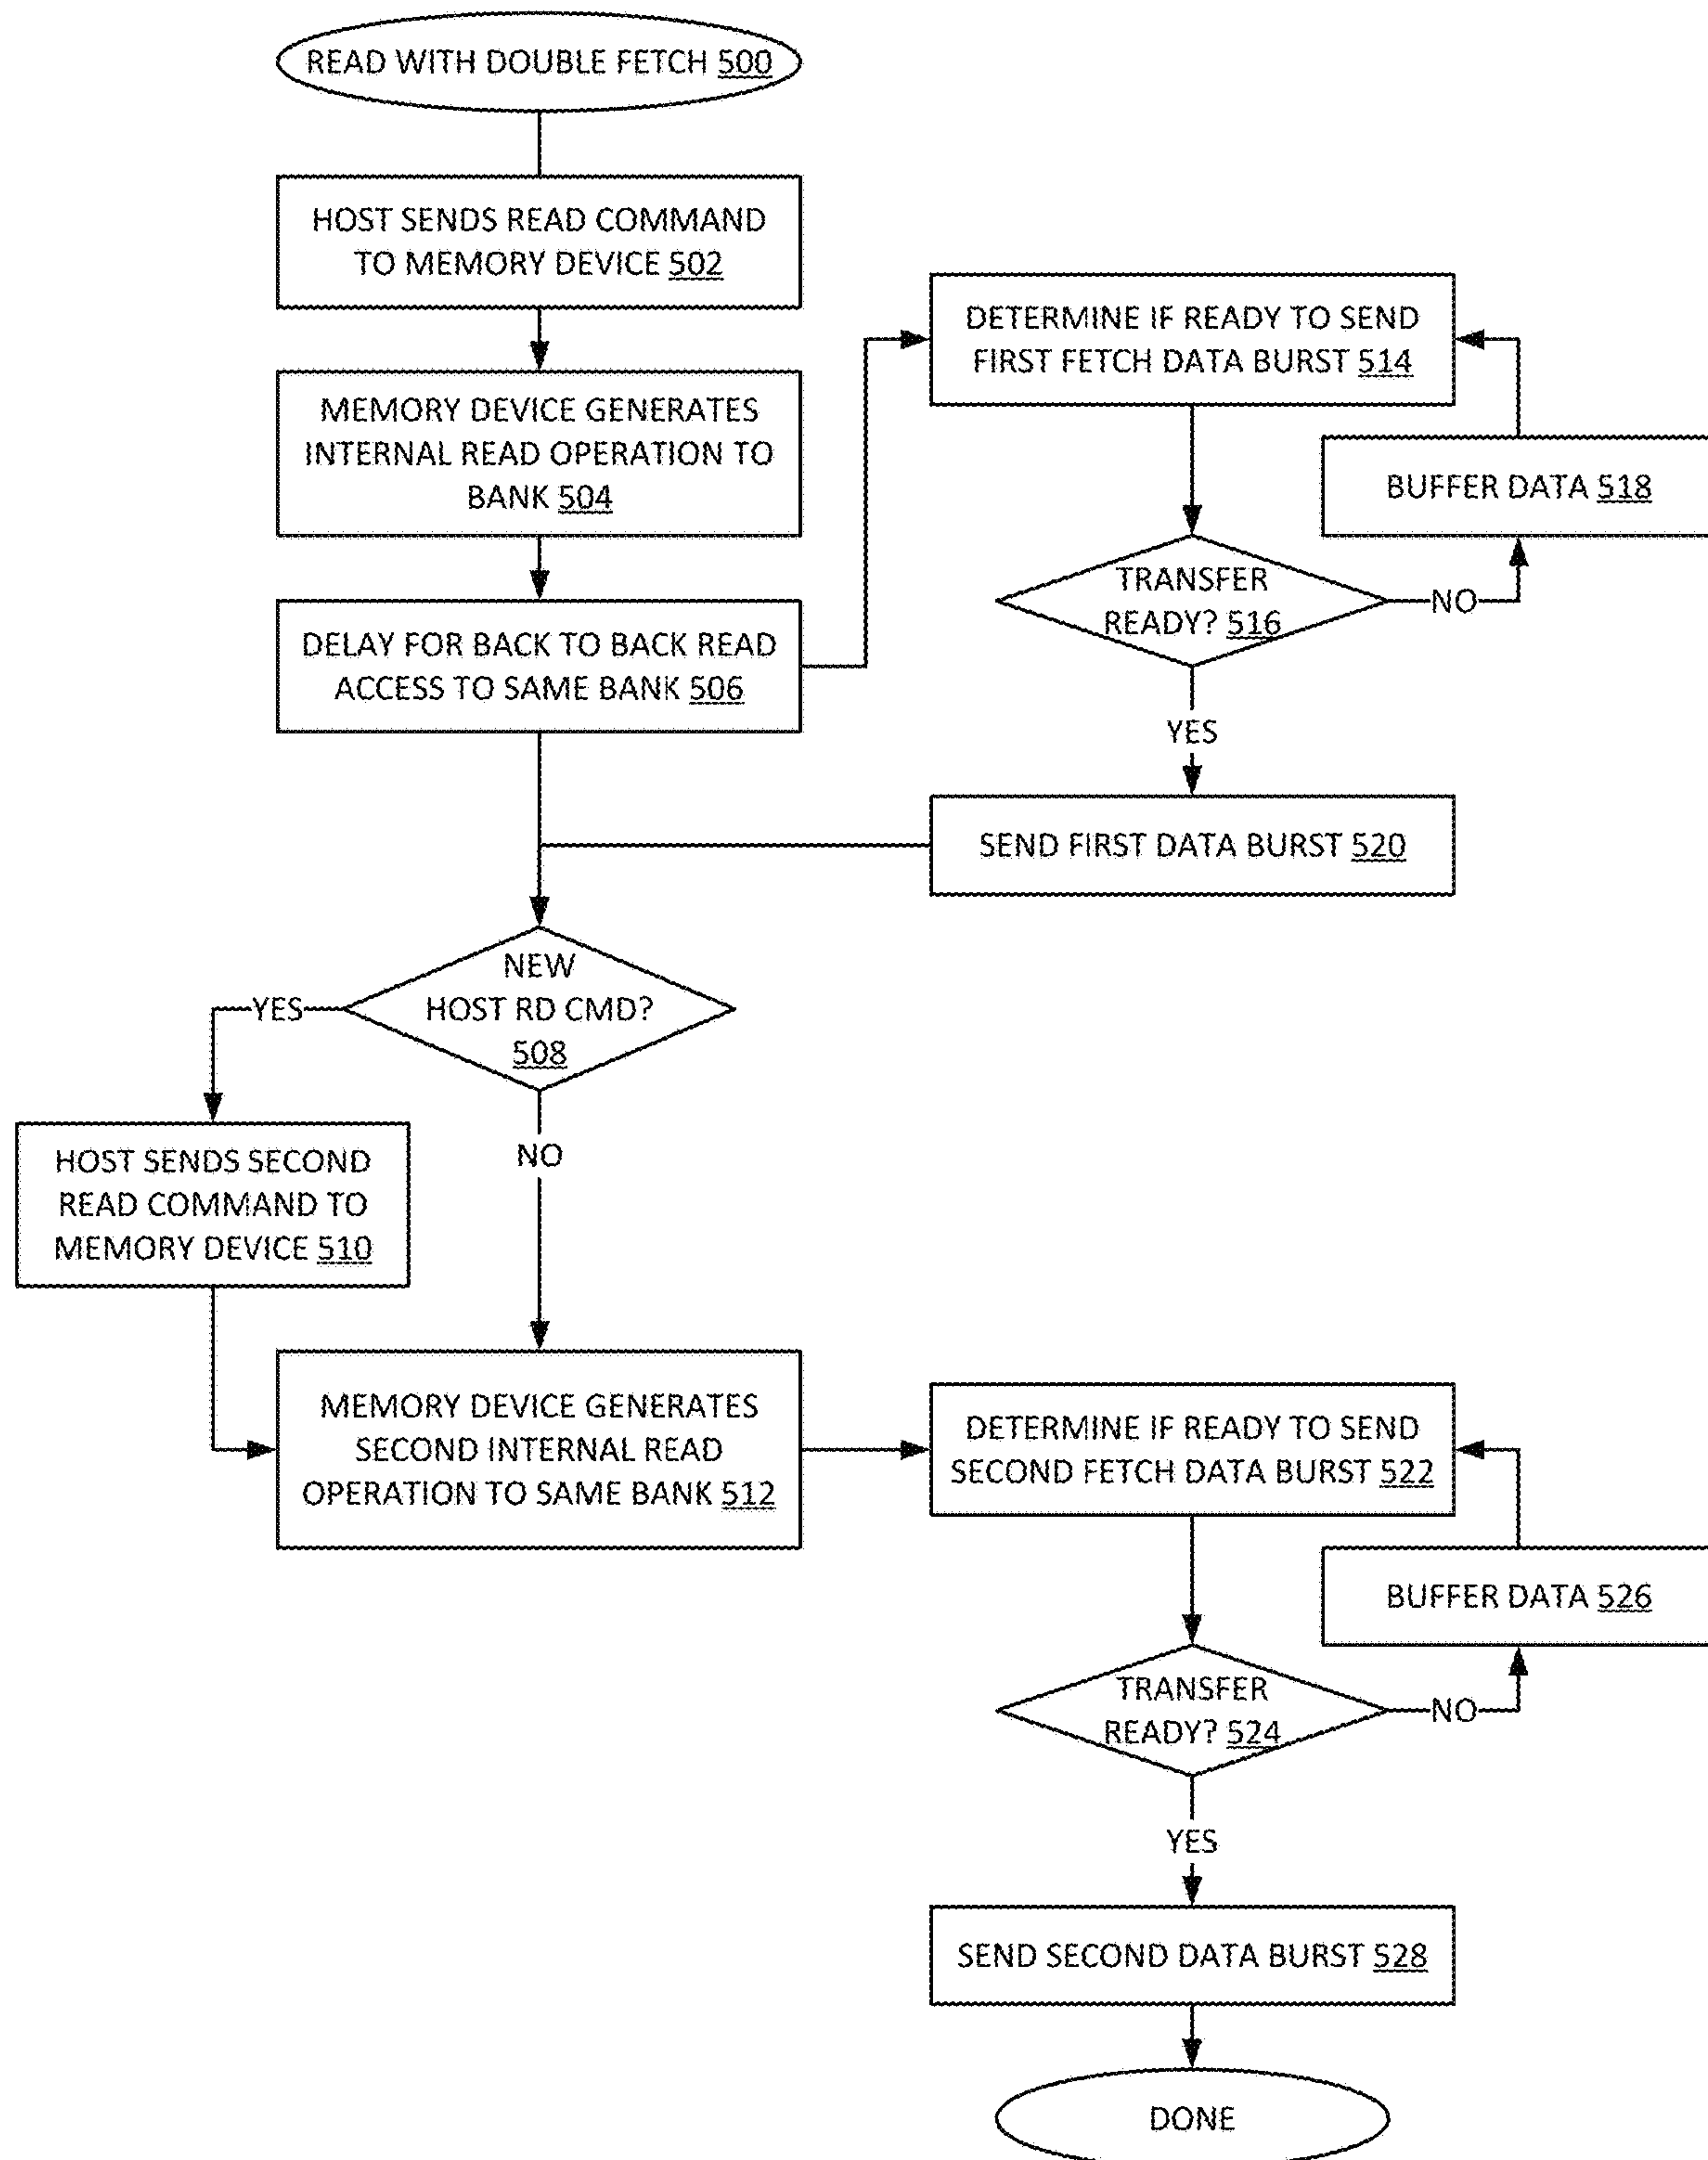 READ WITH DOUBLE FETCH 500
HOST SENDS READ COMMAND
TO MEMORY DEVICE 502
MEMORY DEVICE GENERATES
INTERNAL READ OPERATION TO
BANK 504
DELAY FOR BACK TO BACK READ
ACCESS TO SAME BANK 506
DETERMINE IF READY TO SEND
FIRST FETCH DATA BURST 514
BUFFER DATA 518
TRANSFER
READY? 516
NO
YES
SEND FIRST DATA BURST 520
NEW
HOST RD CMD?
508
YES
NO
HOST SENDS SECOND
READ COMMAND TO
MEMORY DEVICE 510
MEMORY DEVICE GENERATES
SECOND INTERNAL READ
OPERATION TO SAME BANK 512
DETERMINE IF READY TO SEND
SECOND FETCH DATA BURST 522
BUFFER DATA 526
TRANSFER
READY? 524
NO
YES
SEND SECOND DATA BURST 528
DONE